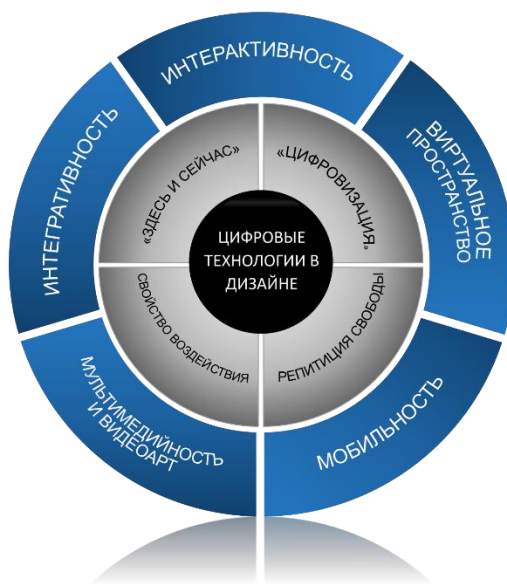 ИНТЕРАКТИВНОСТЬ
ВИРТУАЛЬНОЕ
ПРОСТРАНСТВО
МОБИЛЬНОСТЬ
МУЛЬТИМЕДИЙНОСТЬ
И ВИДЕОАРТ
ИНТЕГРАТИВНОСТЬ
«ЗДЕСЬ И СЕЙЧАС»
«ЦИФРОВИЗАЦИЯ»
РЕПИТИЦИЯ СВОБОДЫ
СВОЙСТВО ВОЗДЕЙСТВИЯ
ЦИФРОВЫЕ
ТЕХНОЛОГИИ В
ДИЗАЙНЕ